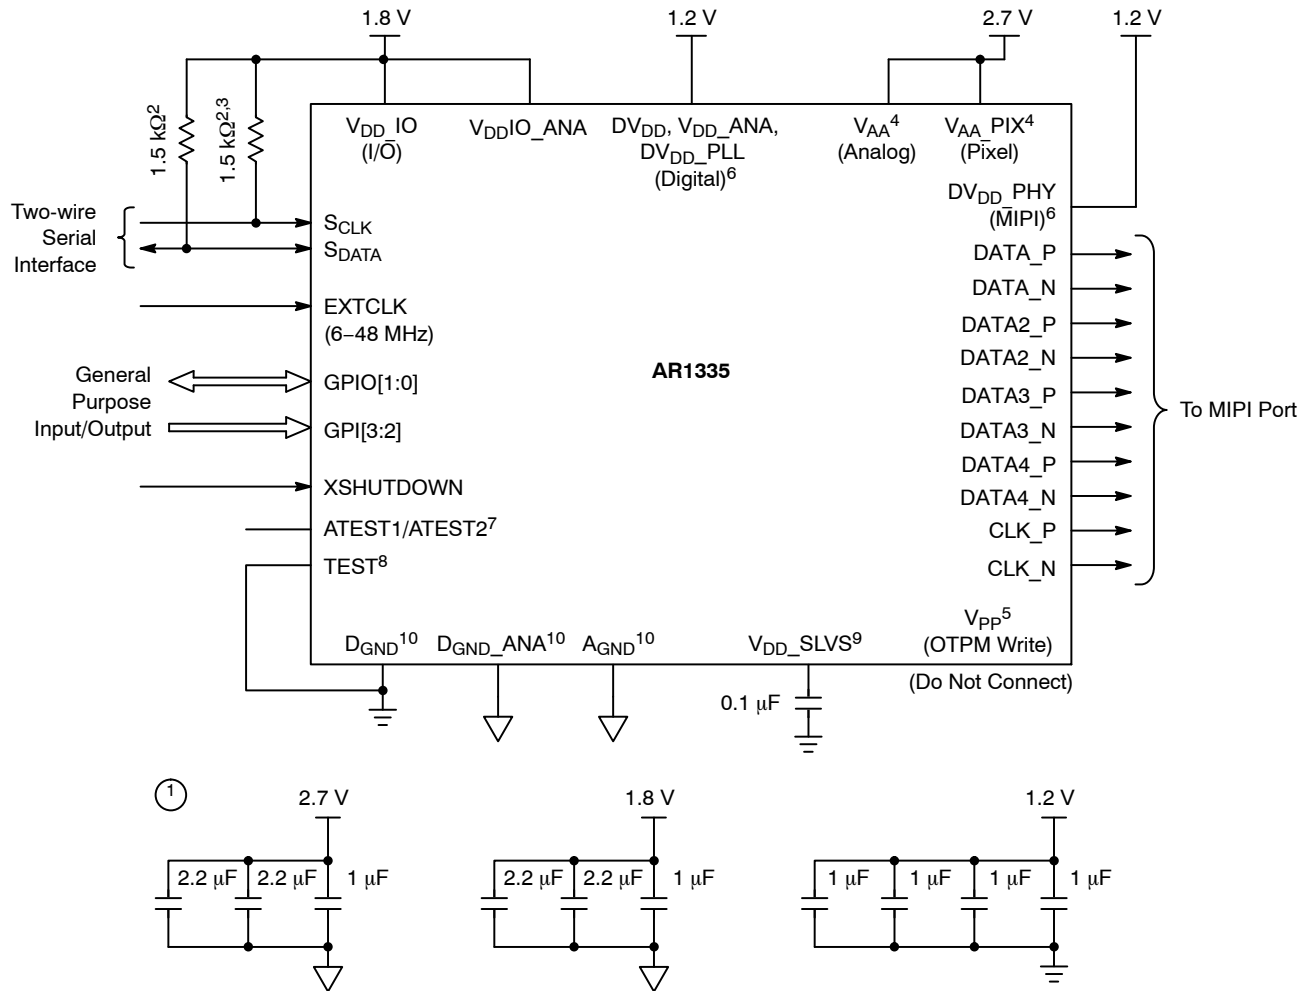 1.8 V
1.2 V
2.7 V
1.2 V
1.5 kΩ2
1.5 kΩ2,3
VDD_IO
(I/O)
VDDIO_ANA
DVDD, VDD_ANA,
DVDD_PLL
(Digital)6
VAA4
(Analog)
VAA_PIX4
(Pixel)
DVDD_PHY
(MIPI)6
Two-wire
Serial
Interface
SCLK
SDATA
EXTCLK
(6–48 MHz)
General
Purpose
Input/Output
GPIO[1:0]
GPI[3:2]
XSHUTDOWN
ATEST1/ATEST27
TEST8
AR1335
DATA_P
DATA_N
DATA2_P
DATA2_N
DATA3_P
DATA3_N
DATA4_P
DATA4_N
CLK_P
CLK_N
To MIPI Port
DGND10
DGND_ANA10
AGND10
VDD_SLVS9
VPP5
(OTPM Write)
(Do Not Connect)
0.1 μF
1
2.7 V
2.2 μF
2.2 μF
1 μF
1.8 V
2.2 μF
2.2 μF
1 μF
1.2 V
1 μF
1 μF
1 μF
1 μF